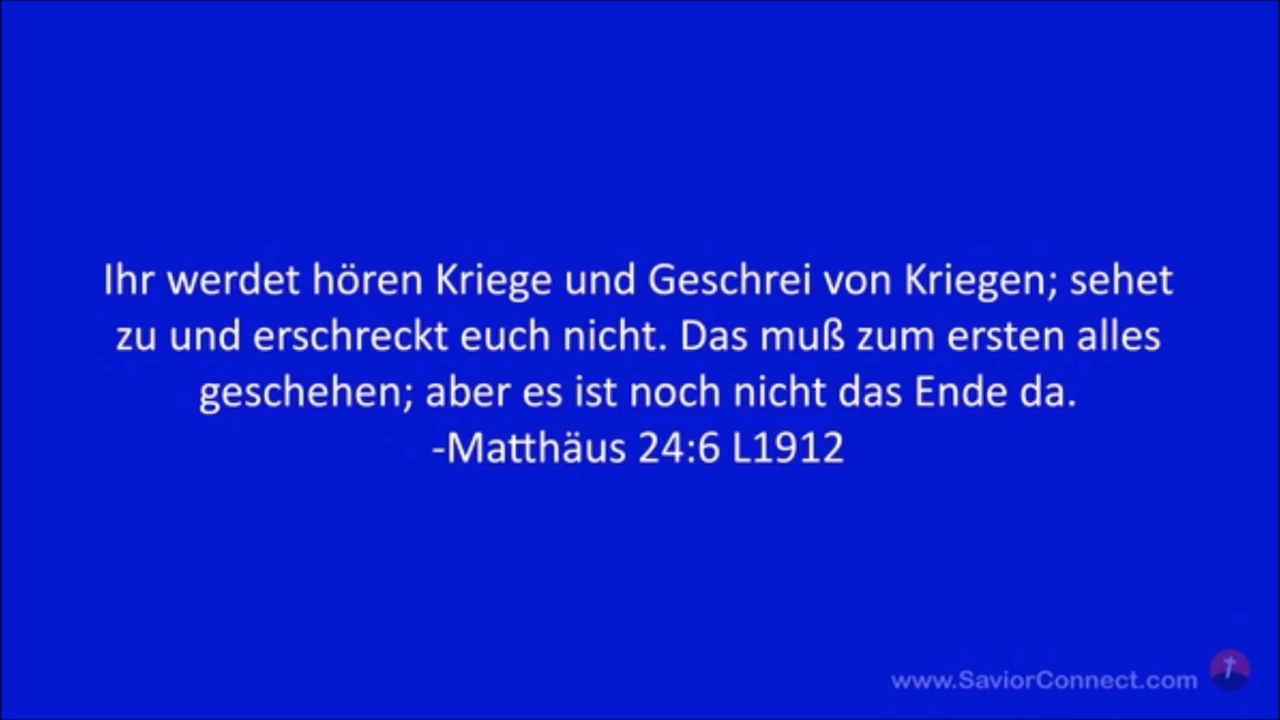 Ihr werdet hören Kriege und Geschrei von Kriegen; sehet
zu und erschreckt euch nicht. Das muß zum ersten alles
geschehen; aber es ist noch nicht das Ende da.
-Matthäus 24:6 L1912
www.SaviorConnect.com